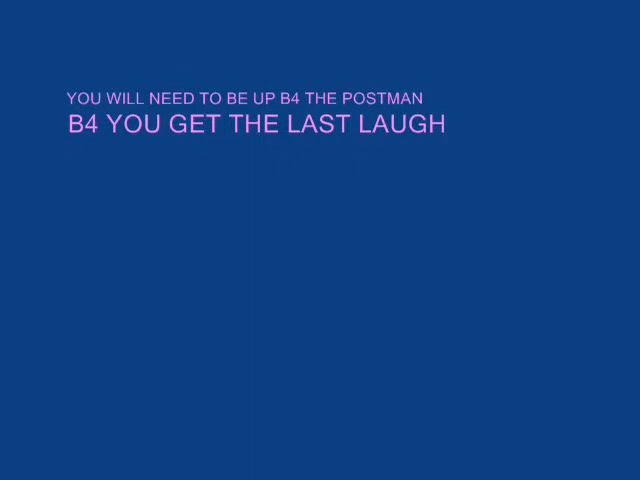 YOU WILL NEED TO BE UP B4 THE POSTMAN
B4 YOU GET THE LAST LAUGH